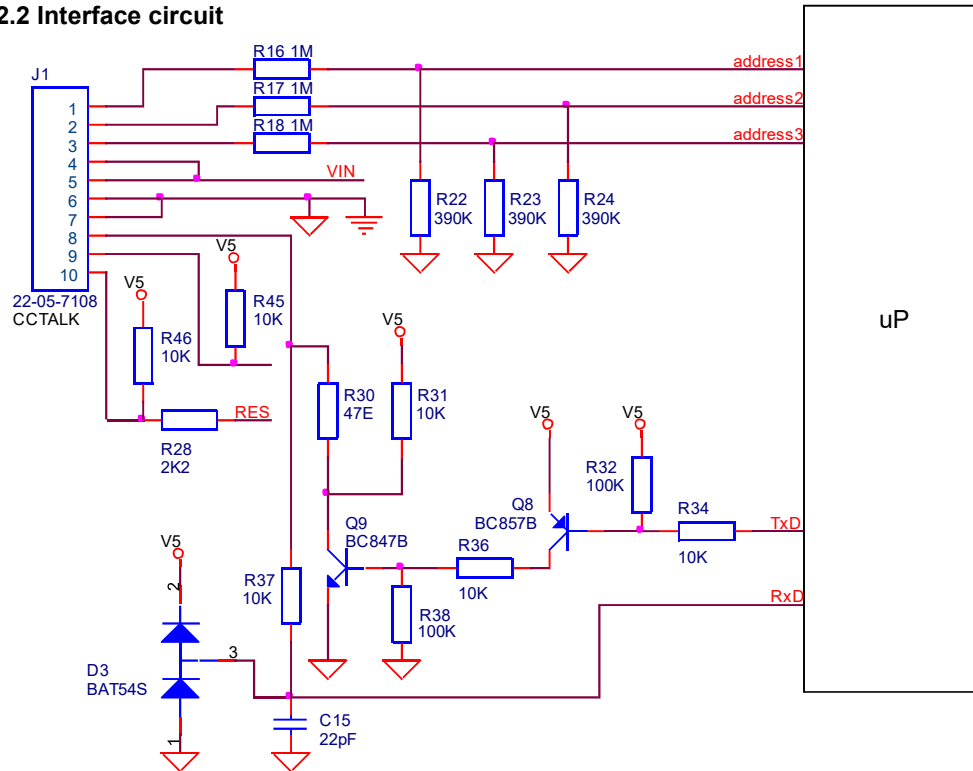 2.2 Interface circuit
J1
1
2
3
4
5
6
7
8
9
10
22-05-7108
CCTALK
R16 1M
R17 1M
R18 1M
address1
address2
address3
VIN
R22
390K
R23
390K
R24
390K
uP
V5
R45
10K
V5
R46
10K
RES
R28
2K2
V5
R30
47E
R31
10K
V5
V5
R32
100K
Q8
BC857B
R34
10K
TxD
Q9
BC847B
R36
10K
R38
100K
RxD
R37
10K
V5
2
3
1
D3
BAT54S
C15
22pF